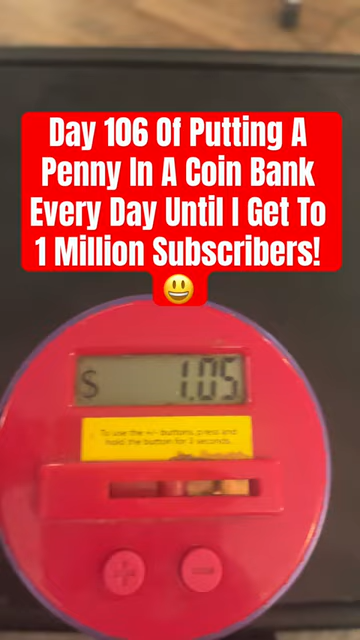 Day 106 Of Putting A
Penny In A Coin Bank
Every Day Until I Get To
1 Million Subscribers!
😃
$ 1.05
To use the +/- buttons, press and
hold the button for 3 seconds.
+ −